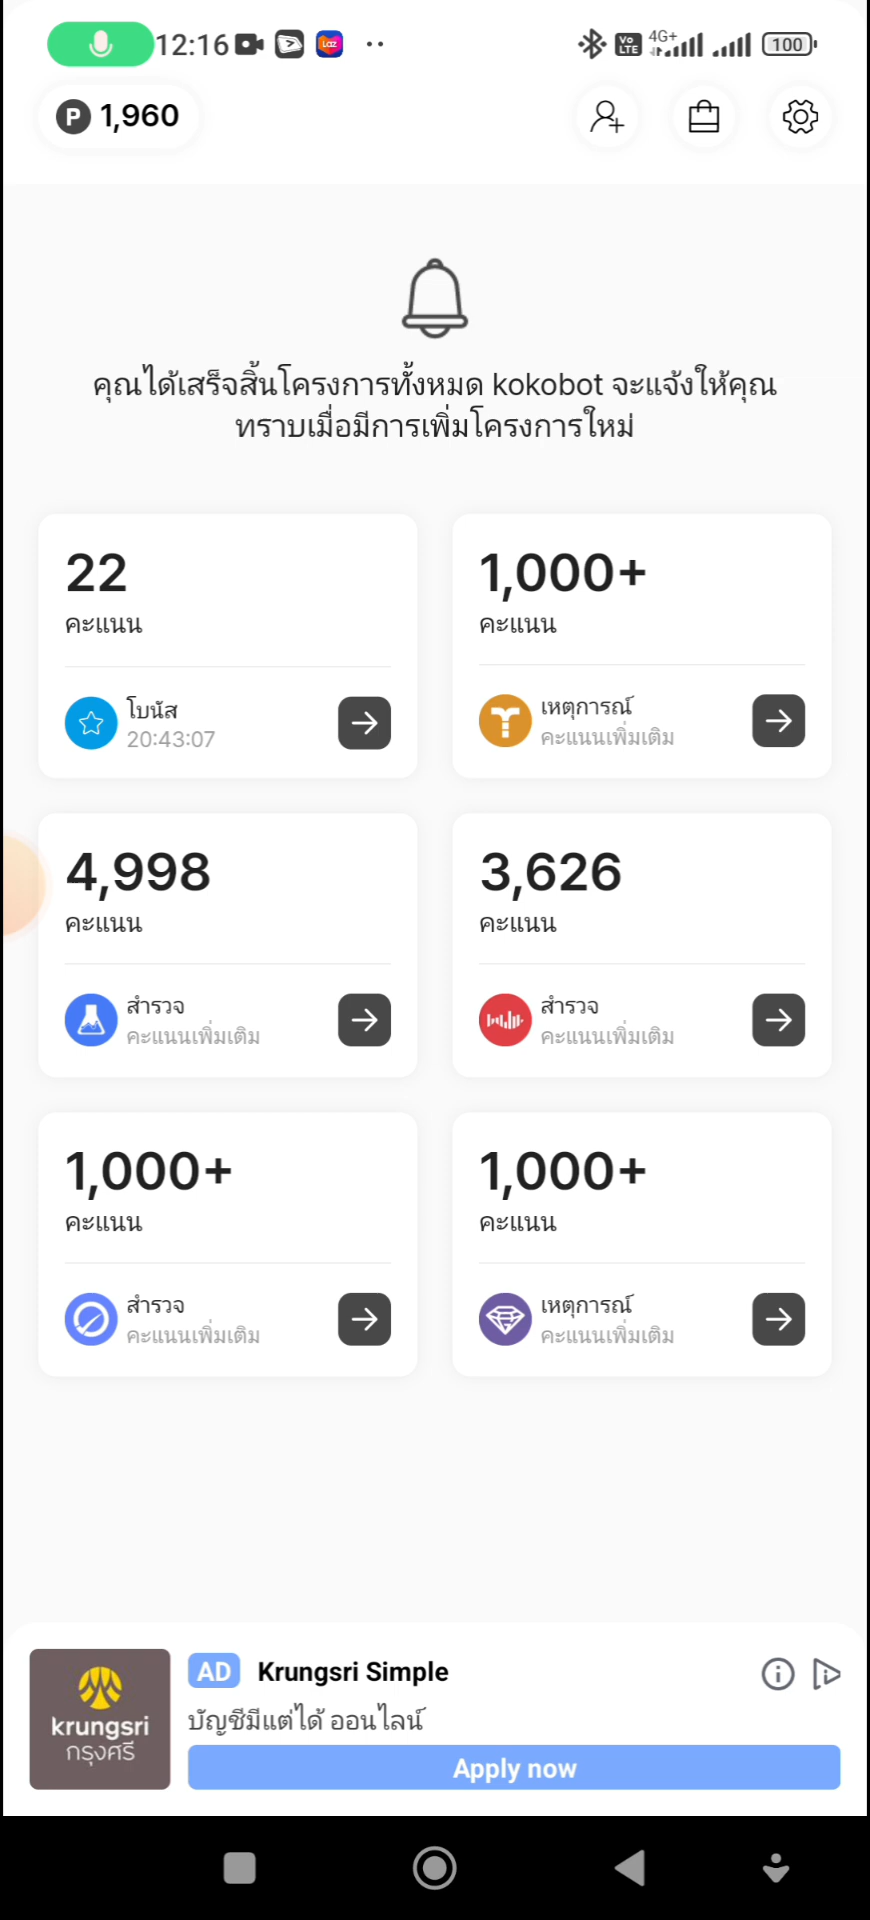 12:16
Laz
Vo LTE
4G+
100
P 1,960
คุณได้เสร็จสิ้นโครงการทั้งหมด kokobot จะแจ้งให้คุณ
ทราบเมื่อมีการเพิ่มโครงการใหม่
22
คะแนน
โบนัส
20:43:07
1,000+
คะแนน
เหตุการณ์
คะแนนเพิ่มเติม
4,998
คะแนน
สำรวจ
คะแนนเพิ่มเติม
3,626
คะแนน
สำรวจ
คะแนนเพิ่มเติม
1,000+
คะแนน
สำรวจ
คะแนนเพิ่มเติม
1,000+
คะแนน
เหตุการณ์
คะแนนเพิ่มเติม
krungsri
กรุงศรี
AD Krungsri Simple
บัญชีมีแต่ได้ ออนไลน์
Apply now